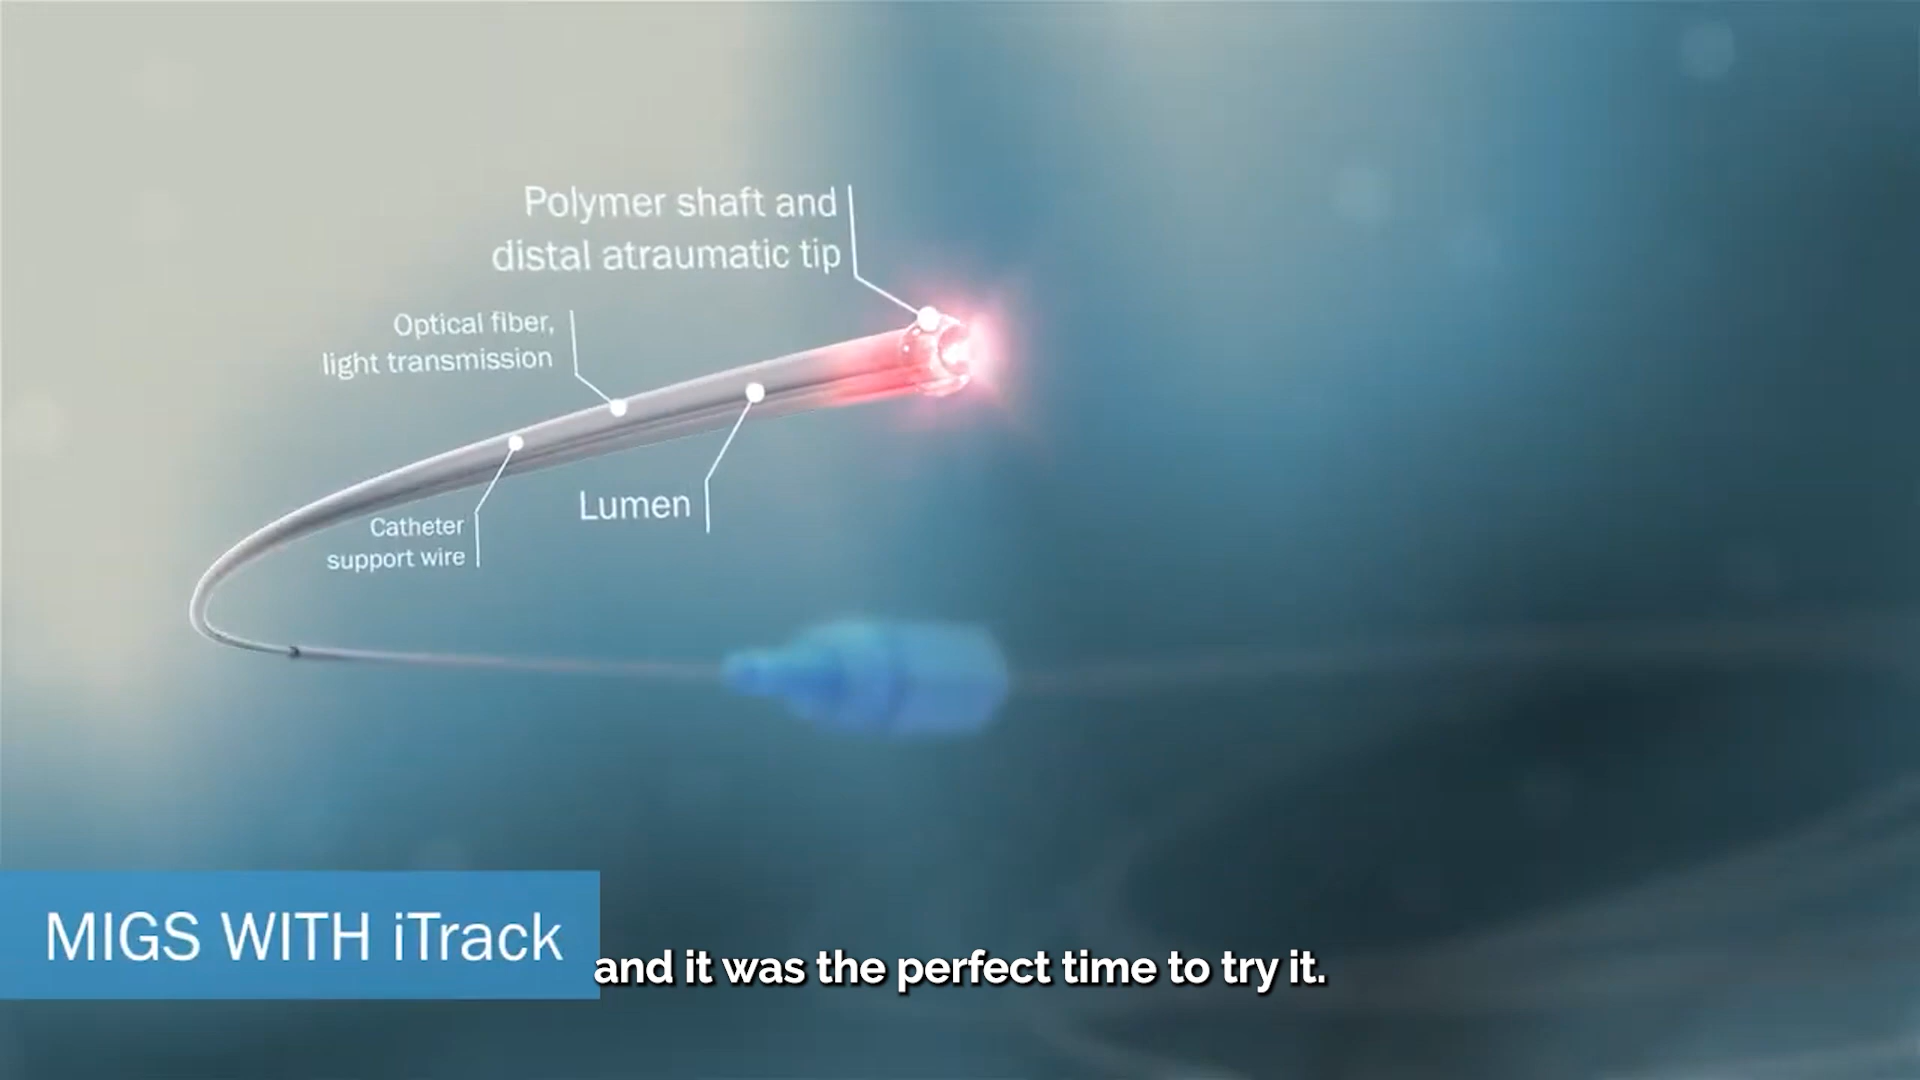 Polymer shaft and
distal atraumatic tip
Optical fiber,
light transmission
Lumen
Catheter
support wire
MIGS WITH iTrack
and it was the perfect time to try it.